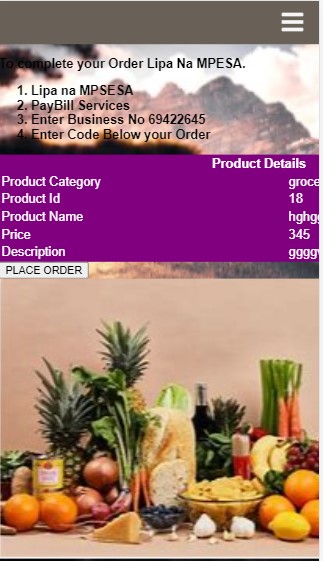 To complete your Order Lipa Na MPESA.
1. Lipa na MPSESA
2. PayBill Services
3. Enter Business No 69422645
4. Enter Code Below your Order
Product Details
Product Category groce
Product Id 18
Product Name
Price 345
Description
PLACE ORDER